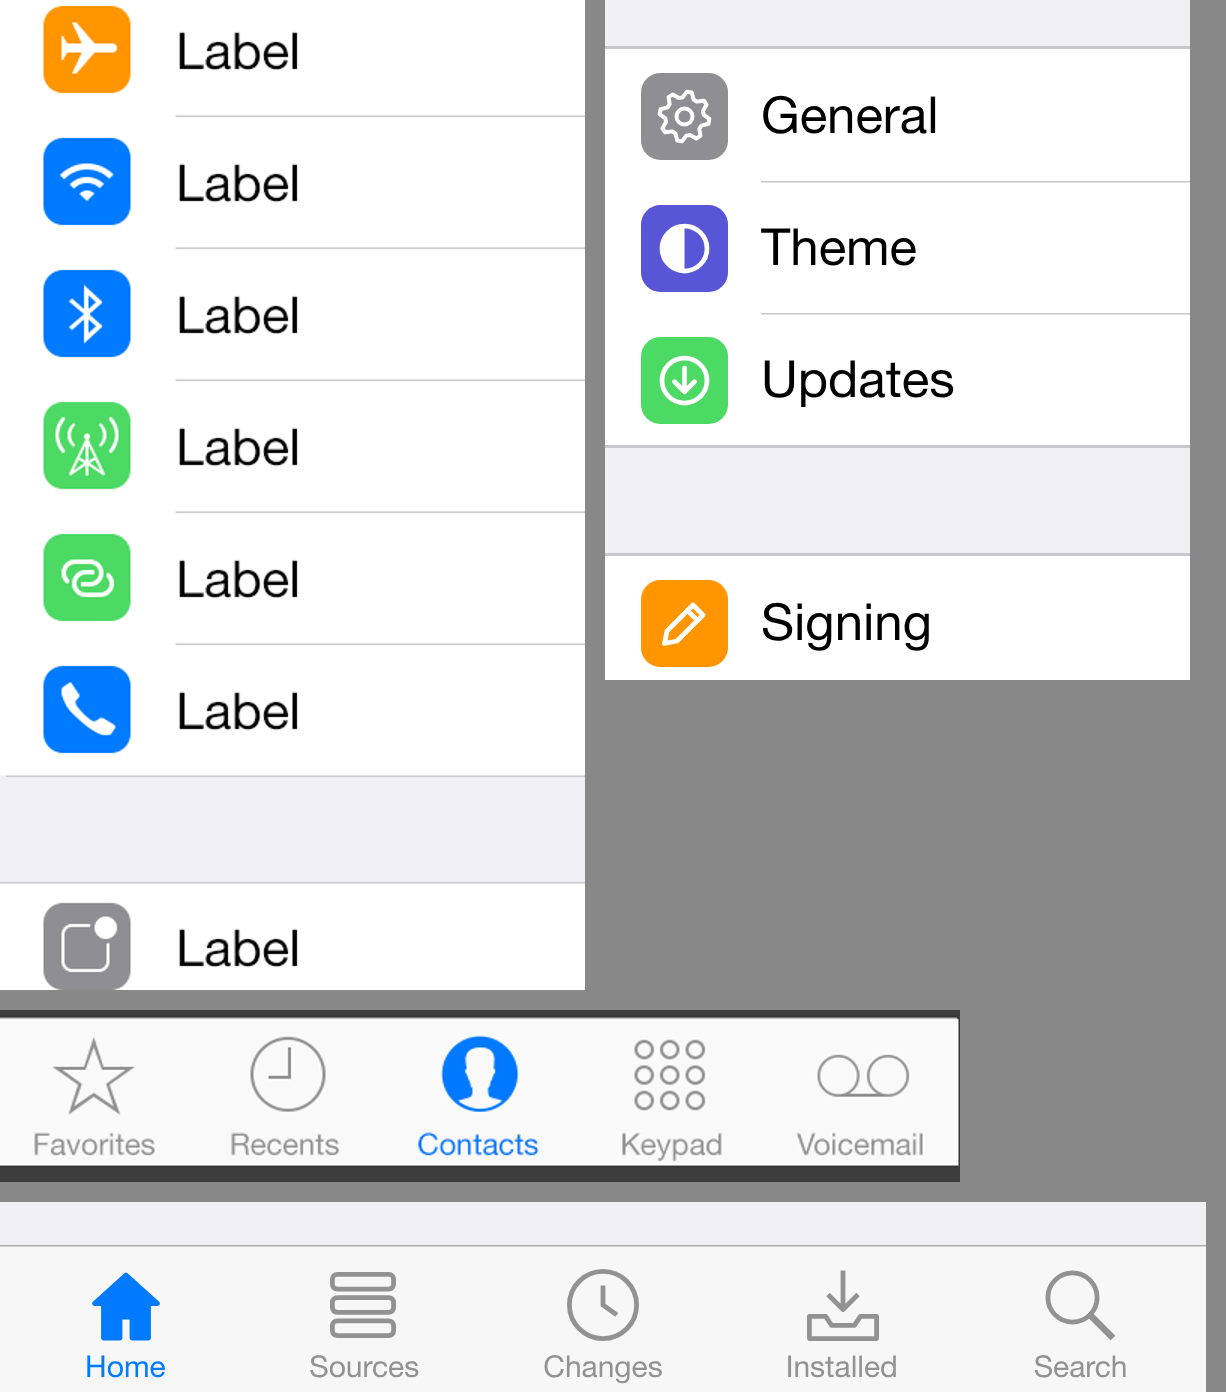 Label
Label
Label
Label
Label
Label
Label
General
Theme
Updates
Signing
Favorites Recents Contacts Keypad Voicemail
Home Sources Changes Installed Search